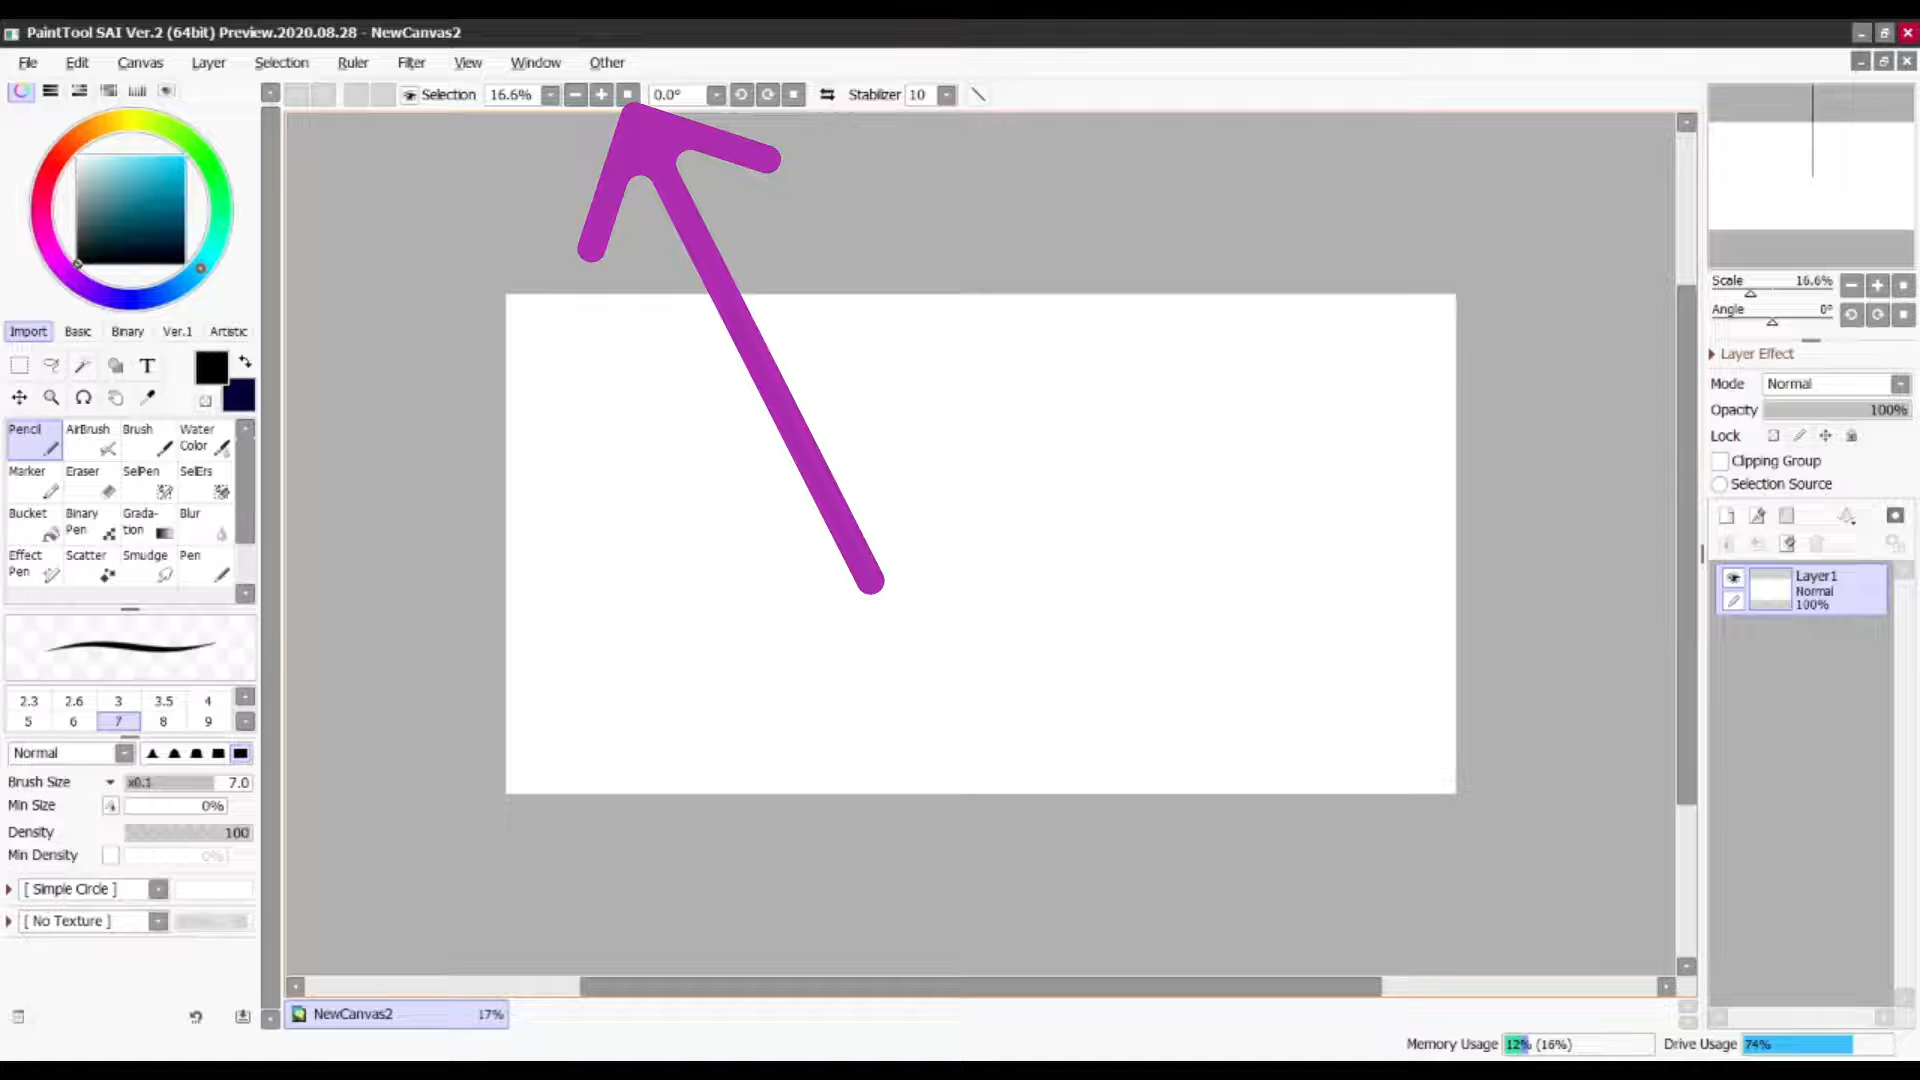 PaintTool SAI Ver.2 (64bit) Preview.2020.08.28 - NewCanvas2
File Edit Canvas Layer Selection Ruler Filter View Window Other
Selection 16.6% 0.0° Stabilizer 10
Scale 16.6%
Angle 0°
Import Basic Binary Ver.1 Artistic
T
Layer Effect
Mode Normal
Opacity 100%
Lock
Clipping Group
Selection Source
Pencil AirBrush Brush Water Color
Marker Eraser SelPen SelErs
Bucket Binary Pen Grada-tion Blur
Effect Pen Scatter Smudge Pen
Layer1
Normal
100%
2.3 2.6 3 3.5 4
5 6 7 8 9
Normal
Brush Size x0.1 7.0
Min Size 0%
Density 100
Min Density 0%
[ Simple Circle ]
[ No Texture ]
NewCanvas2 17%
Memory Usage 12% (16%) Drive Usage 74%